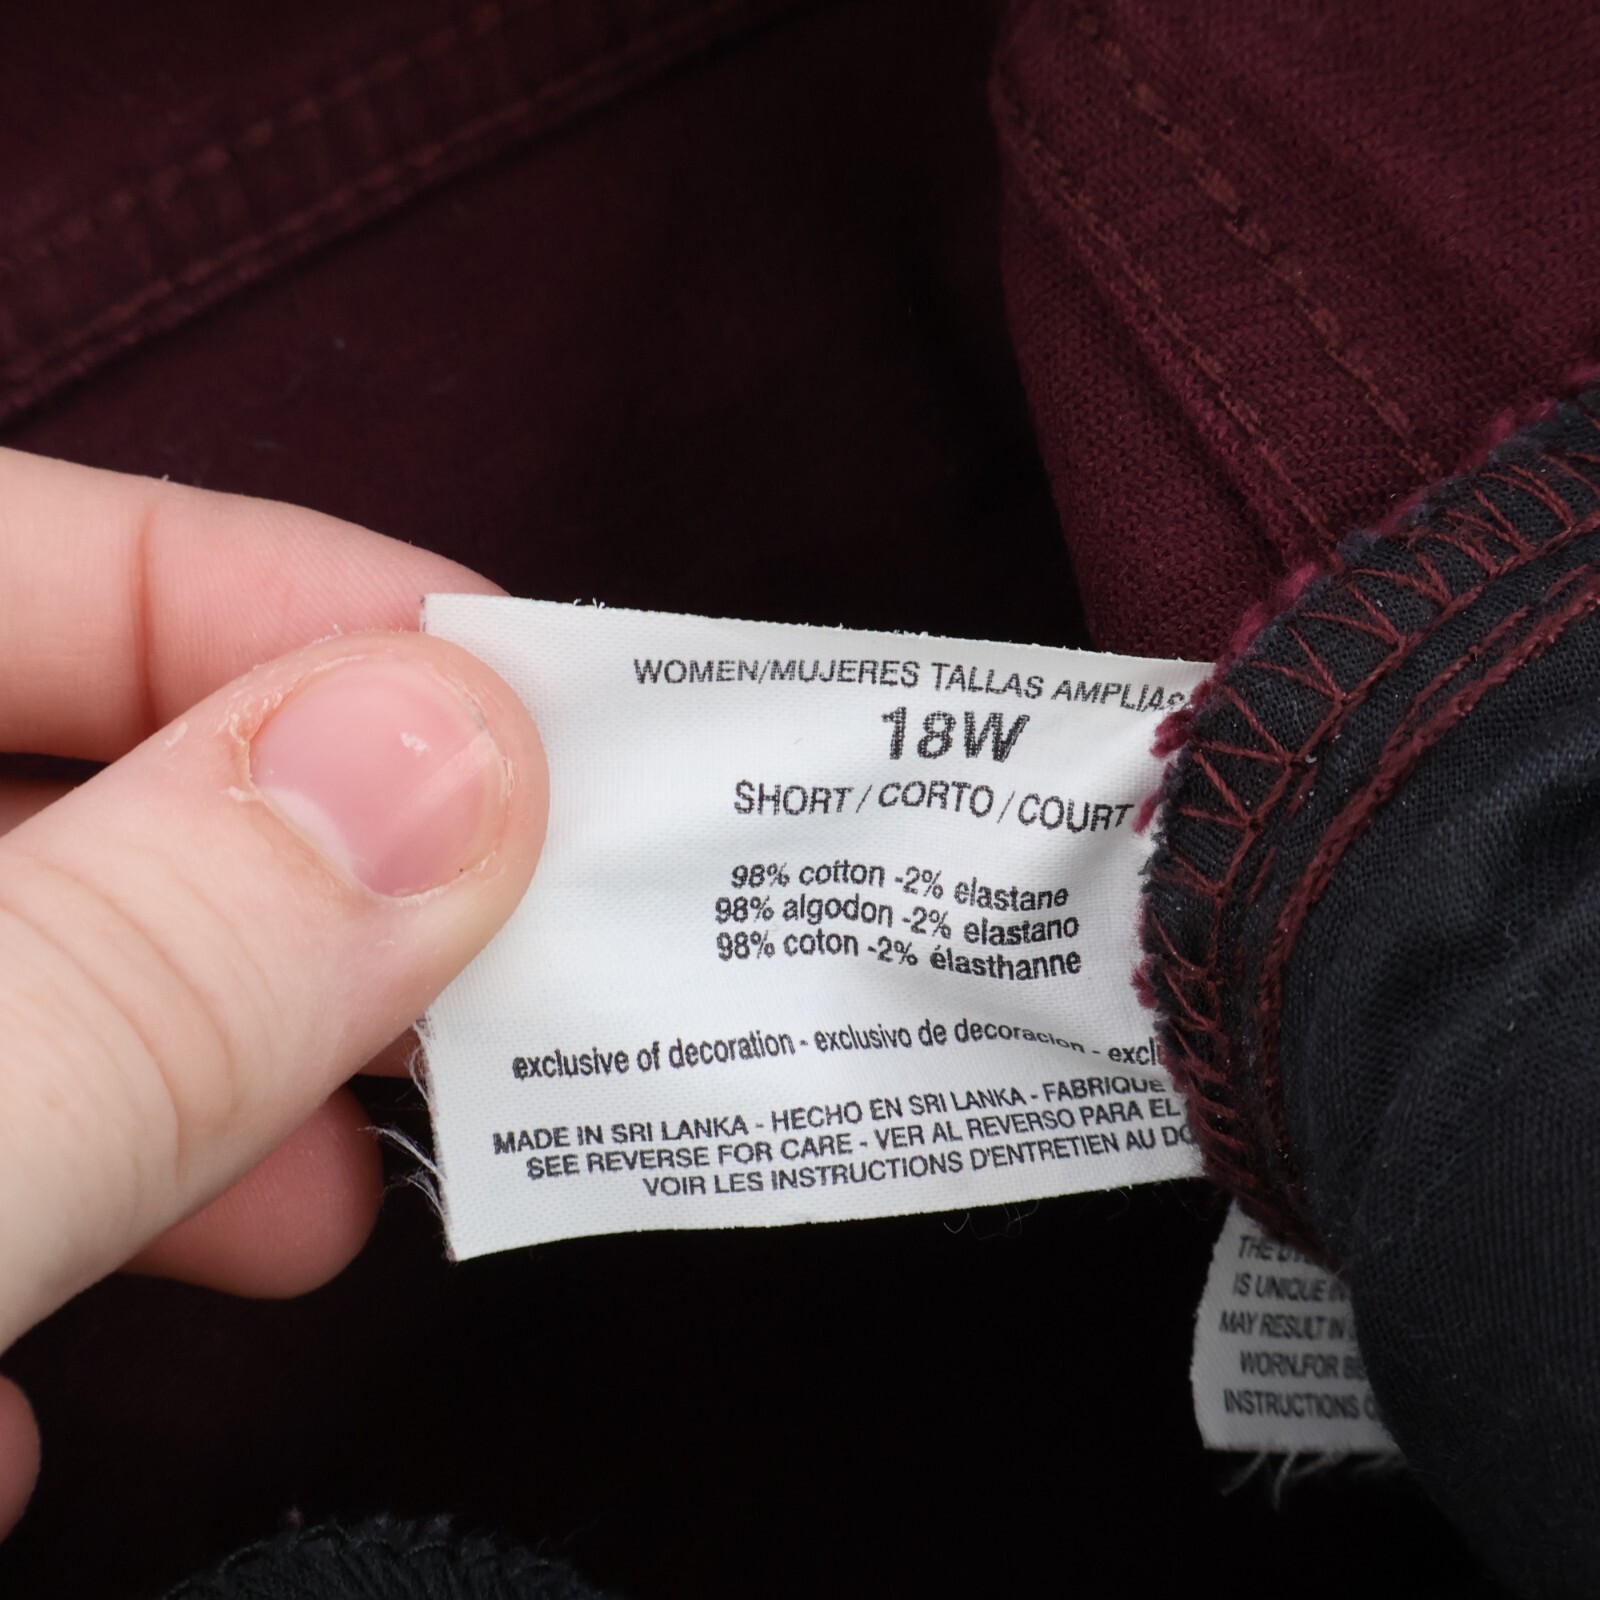 WOMEN/MUJERES TALLAS AMPLIAS
18W
SHORT / CORTO / COURT
98% cotton -2% elastane
98% algodon -2% elastano
98% coton -2% élasthanne
exclusive of decoration - exclusivo de decoracion -
MADE IN SRI LANKA - HECHO EN SRI LANKA - FABRIQUE
SEE REVERSE FOR CARE - VER AL REVERSO PARA EL
VOIR LES INSTRUCTIONS D'ENTRETIEN AU
THE
IS UNIQUE
MAY RESULT IN
WORN.FOR
INSTRUCTIONS